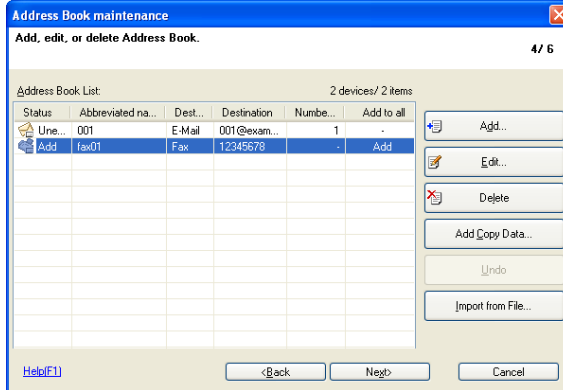 Address Book maintenance
Add, edit, or delete Address Book.
4/ 6
Address Book List: 2 devices/ 2 items
Status Abbreviated na... Dest... Destination Numbe... Add to all
Une... 001 E-Mail 001@exam... 1 -
Add fax01 Fax 12345678 - Add
Add...
Edit...
Delete
Add Copy Data...
Undo
Import from File...
Help(F1) <Back Next> Cancel